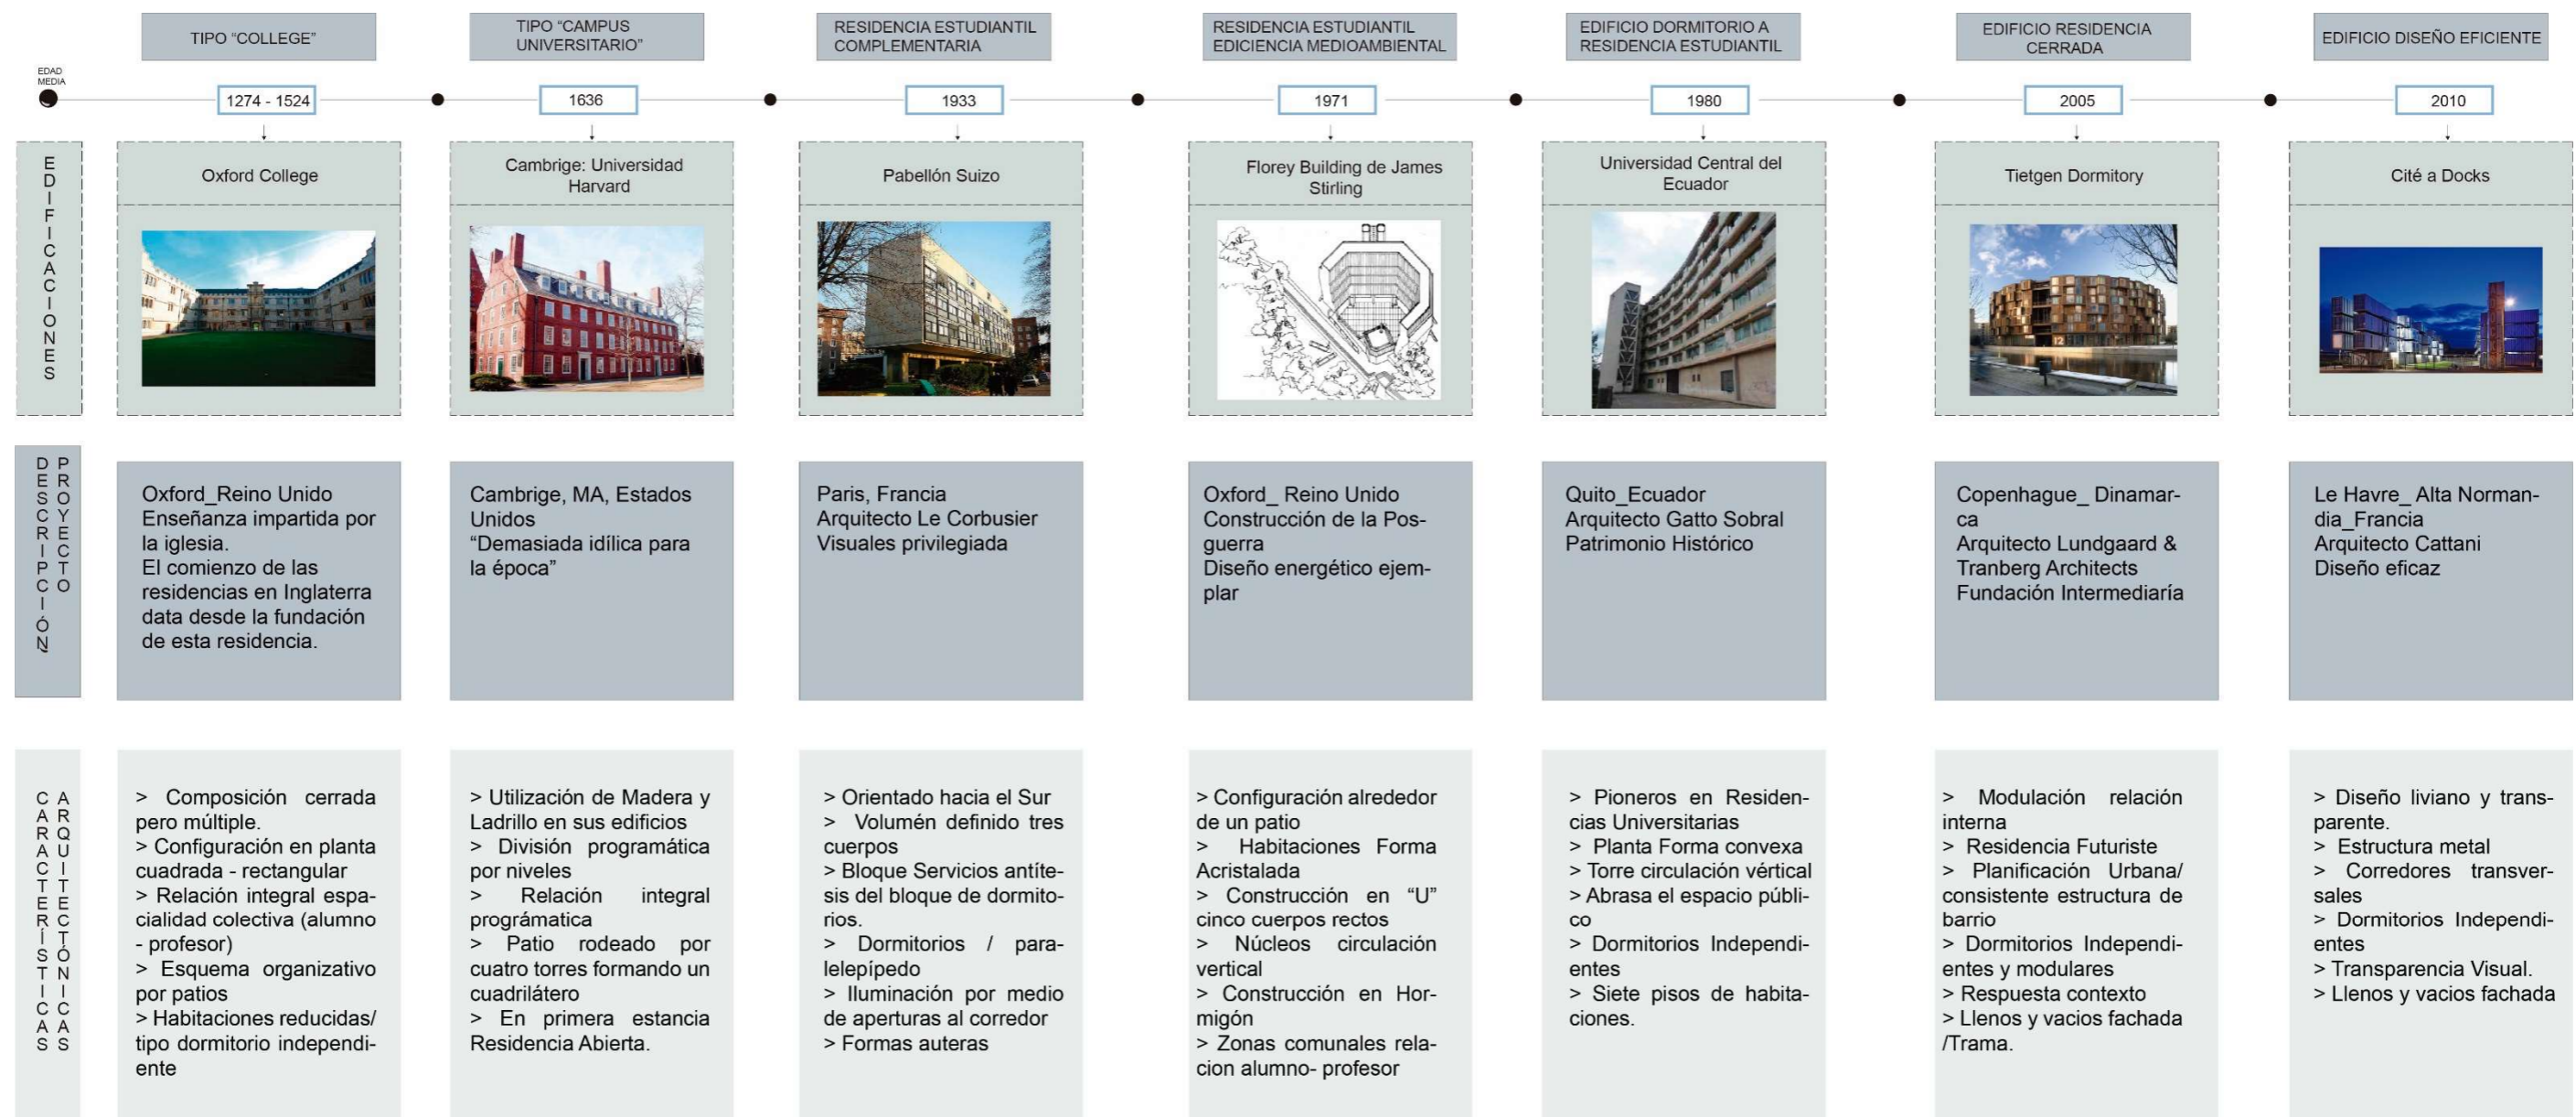 TIPO “COLLEGE”
TIPO “CAMPUS
UNIVERSITARIO”
RESIDENCIA ESTUDIANTIL
COMPLEMENTARIA
RESIDENCIA ESTUDIANTIL
EDICIENCIA MEDIOAMBIENTAL
EDIFICIO DORMITORIO A
RESIDENCIA ESTUDIANTIL
EDIFICIO RESIDENCIA
CERRADA
EDIFICIO DISEÑO EFICIENTE
EDAD
MEDIA
1274 - 1524
1636
1933
1971
1980
2005
2010
EDIFICACIONES
Oxford College
Cambrige: Universidad
Harvard
Pabellón Suizo
Florey Building de James
Stirling
Universidad Central del
Ecuador
Tietgen Dormitory
12
Cité a Docks
DESCRIPCIÓN
PROYECTO
Oxford_Reino Unido
Enseñanza impartida por
la iglesia.
El comienzo de las
residencias en Inglaterra
data desde la fundación
de esta residencia.
Cambrige, MA, Estados
Unidos
“Demasiada idílica para
la época”
Paris, Francia
Arquitecto Le Corbusier
Visuales privilegiada
Oxford_ Reino Unido
Construcción de la Pos-
guerra
Diseño energético ejem-
plar
Quito_Ecuador
Arquitecto Gatto Sobral
Patrimonio Histórico
Copenhague_ Dinamar-
ca
Arquitecto Lundgaard &
Tranberg Architects
Fundación Intermediaría
Le Havre_ Alta Norman-
dia_Francia
Arquitecto Cattani
Diseño eficaz
CARACTERÍSTICAS
ARQUITECTÓNICAS
> Composición cerrada
pero múltiple.
> Configuración en planta
cuadrada - rectangular
> Relación integral espa-
cialidad colectiva (alumno
- profesor)
> Esquema organizativo
por patios
> Habitaciones reducidas/
tipo dormitorio independi-
ente
> Utilización de Madera y
Ladrillo en sus edificios
> División programática
por niveles
> Relación integral
prográmatica
> Patio rodeado por
cuatro torres formando un
cuadrilátero
> En primera estancia
Residencia Abierta.
> Orientado hacia el Sur
> Volumén definido tres
cuerpos
> Bloque Servicios antíte-
sis del bloque de dormito-
rios.
> Dormitorios / para-
lelepípedo
> Iluminación por medio
de aperturas al corredor
> Formas auteras
> Configuración alrededor
de un patio
> Habitaciones Forma
Acristalada
> Construcción en “U”
cinco cuerpos rectos
> Núcleos circulación
vertical
> Construcción en Hor-
migón
> Zonas comunales rela-
cion alumno- profesor
> Pioneros en Residen-
cias Universitarias
> Planta Forma convexa
> Torre circulación vértical
> Abrasa el espacio públi-
co
> Dormitorios Independi-
entes
> Siete pisos de habita-
ciones.
> Modulación relación
interna
> Residencia Futuriste
> Planificación Urbana/
consistente estructura de
barrio
> Dormitorios Independi-
entes y modulares
> Respuesta contexto
> Llenos y vacios fachada
/Trama.
> Diseño liviano y trans-
parente.
> Estructura metal
> Corredores transver-
sales
> Dormitorios Independi-
entes
> Transparencia Visual.
> Llenos y vacios fachada